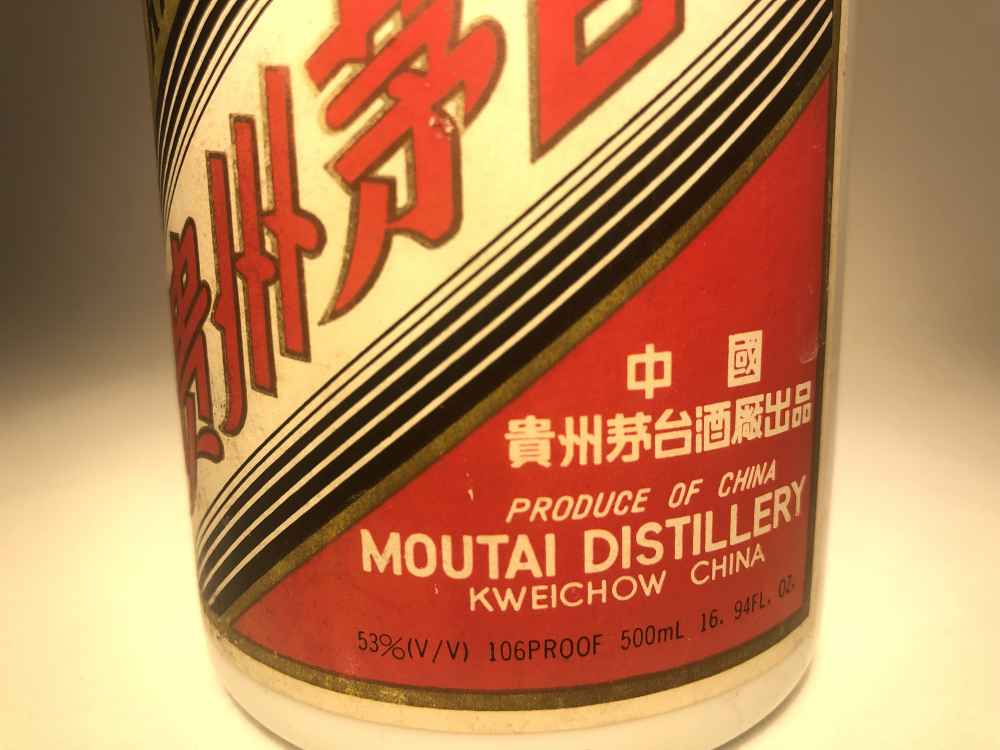 貴州茅台
中國
貴州茅台酒廠出品
PRODUCE OF CHINA
MOUTAI DISTILLERY
KWEICHOW CHINA
53%(V/V) 106PROOF 500mL 16. 94FL. OZ.